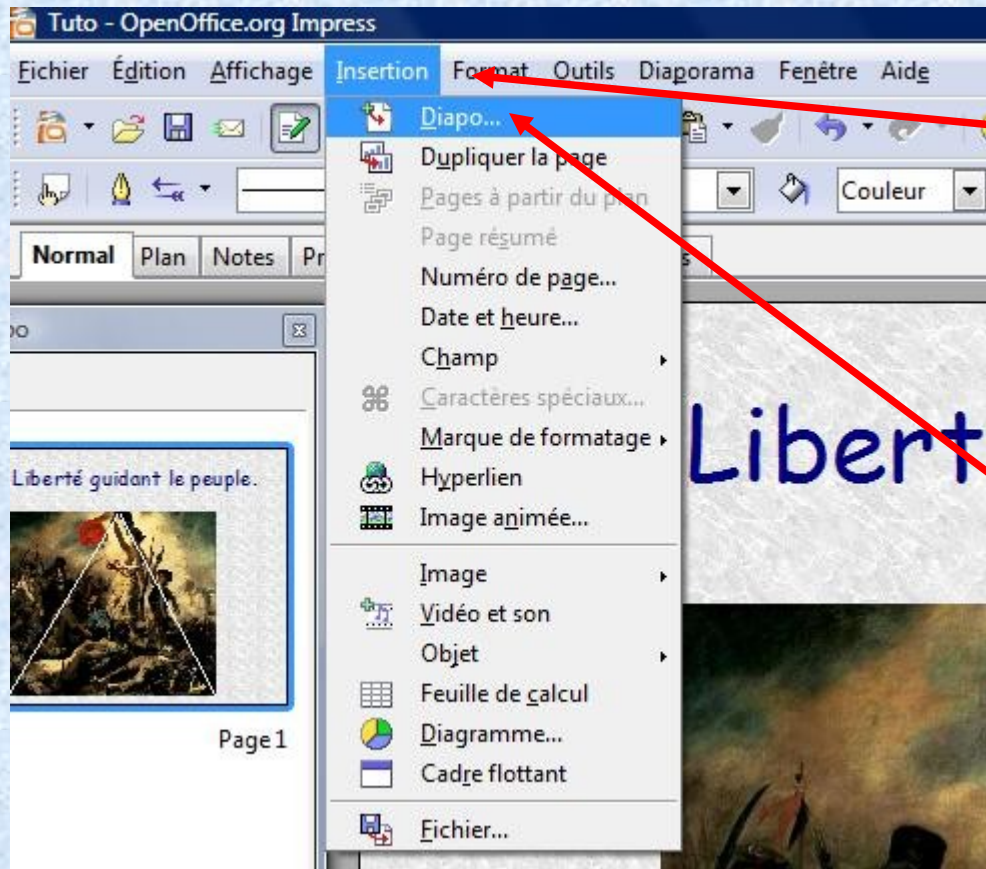 Tuto - OpenOffice.org Impress
Fichier Édition Affichage Insertion Format Outils Diaporama Fenêtre Aide
Diapo...
Dupliquer la page
Couleur
Pages à partir du plan
Page résumé
Normal Plan Notes
Numéro de page...
Date et heure...
Champ
Caractères spéciaux...
Marque de formatage
Libert
Liberté guidant le peuple.
Hyperlien
Image animée...
Image
Vidéo et son
Objet
Feuille de calcul
Page 1
Diagramme...
Cadre flottant
Fichier...